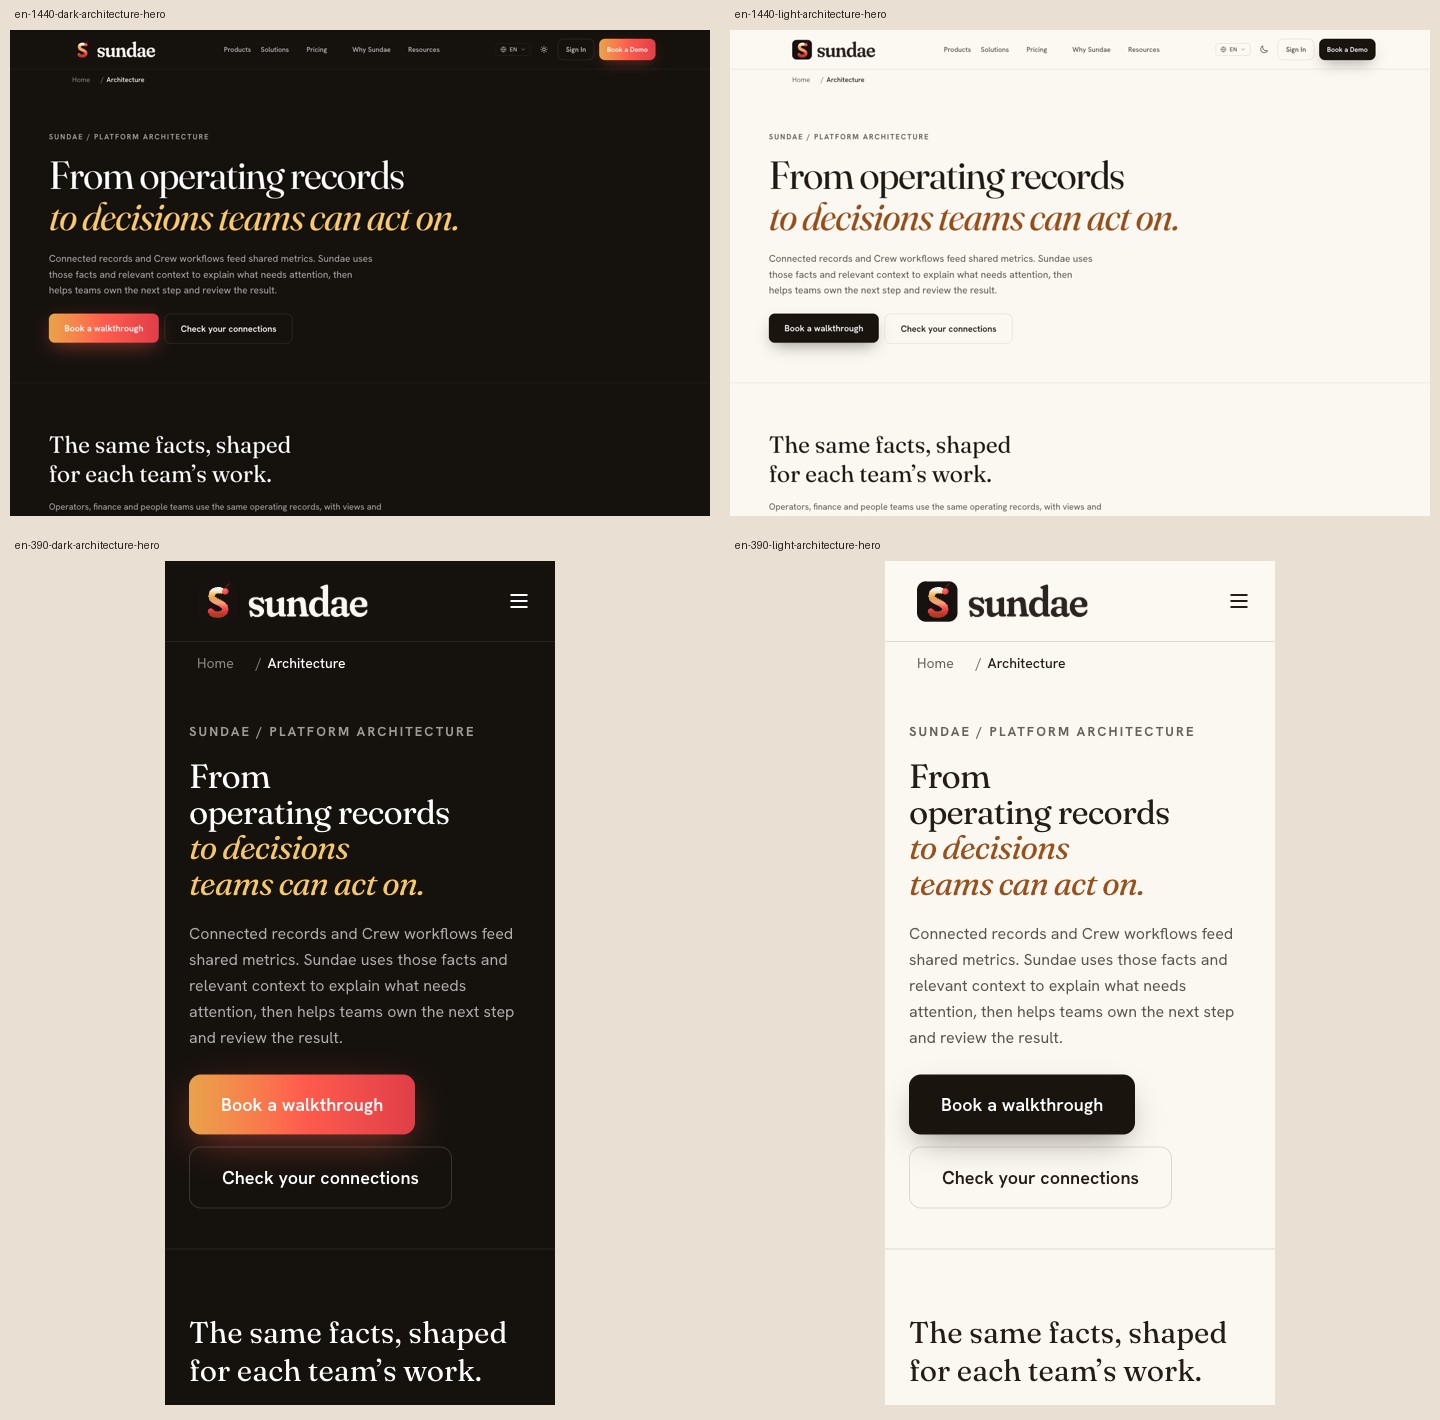 en-1440-dark-architecture-hero
sundae
Products Solutions Pricing Why Sundae Resources EN Sign In Book a Demo
Home / Architecture
SUNDAE / PLATFORM ARCHITECTURE
From operating records
to decisions teams can act on.
Connected records and Crew workflows feed shared metrics. Sundae uses
those facts and relevant context to explain what needs attention, then
helps teams own the next step and review the result.
Book a walkthrough Check your connections
The same facts, shaped
for each team’s work.
Operators, finance and people teams use the same operating records, with views and
en-1440-light-architecture-hero
sundae
Products Solutions Pricing Why Sundae Resources EN Sign In Book a Demo
Home / Architecture
SUNDAE / PLATFORM ARCHITECTURE
From operating records
to decisions teams can act on.
Connected records and Crew workflows feed shared metrics. Sundae uses
those facts and relevant context to explain what needs attention, then
helps teams own the next step and review the result.
Book a walkthrough Check your connections
The same facts, shaped
for each team’s work.
Operators, finance and people teams use the same operating records, with views and
en-390-dark-architecture-hero
sundae
Home / Architecture
SUNDAE / PLATFORM ARCHITECTURE
From
operating records
to decisions
teams can act on.
Connected records and Crew workflows feed
shared metrics. Sundae uses those facts and
relevant context to explain what needs
attention, then helps teams own the next step
and review the result.
Book a walkthrough
Check your connections
The same facts, shaped
for each team’s work.
en-390-light-architecture-hero
sundae
Home / Architecture
SUNDAE / PLATFORM ARCHITECTURE
From
operating records
to decisions
teams can act on.
Connected records and Crew workflows feed
shared metrics. Sundae uses those facts and
relevant context to explain what needs
attention, then helps teams own the next step
and review the result.
Book a walkthrough
Check your connections
The same facts, shaped
for each team’s work.